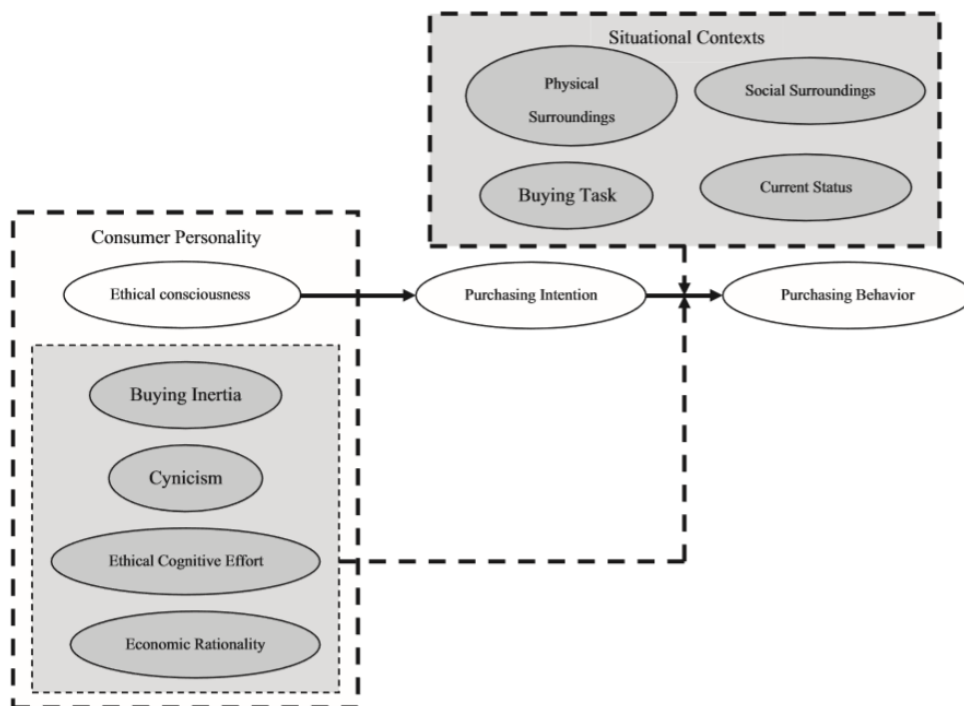 Situational Contexts
Physical
Surroundings
Social Surroundings
Buying Task
Current Status
Consumer Personality
Ethical consciousness
Purchasing Intention
Purchasing Behavior
Buying Inertia
Cynicism
Ethical Cognitive Effort
Economic Rationality